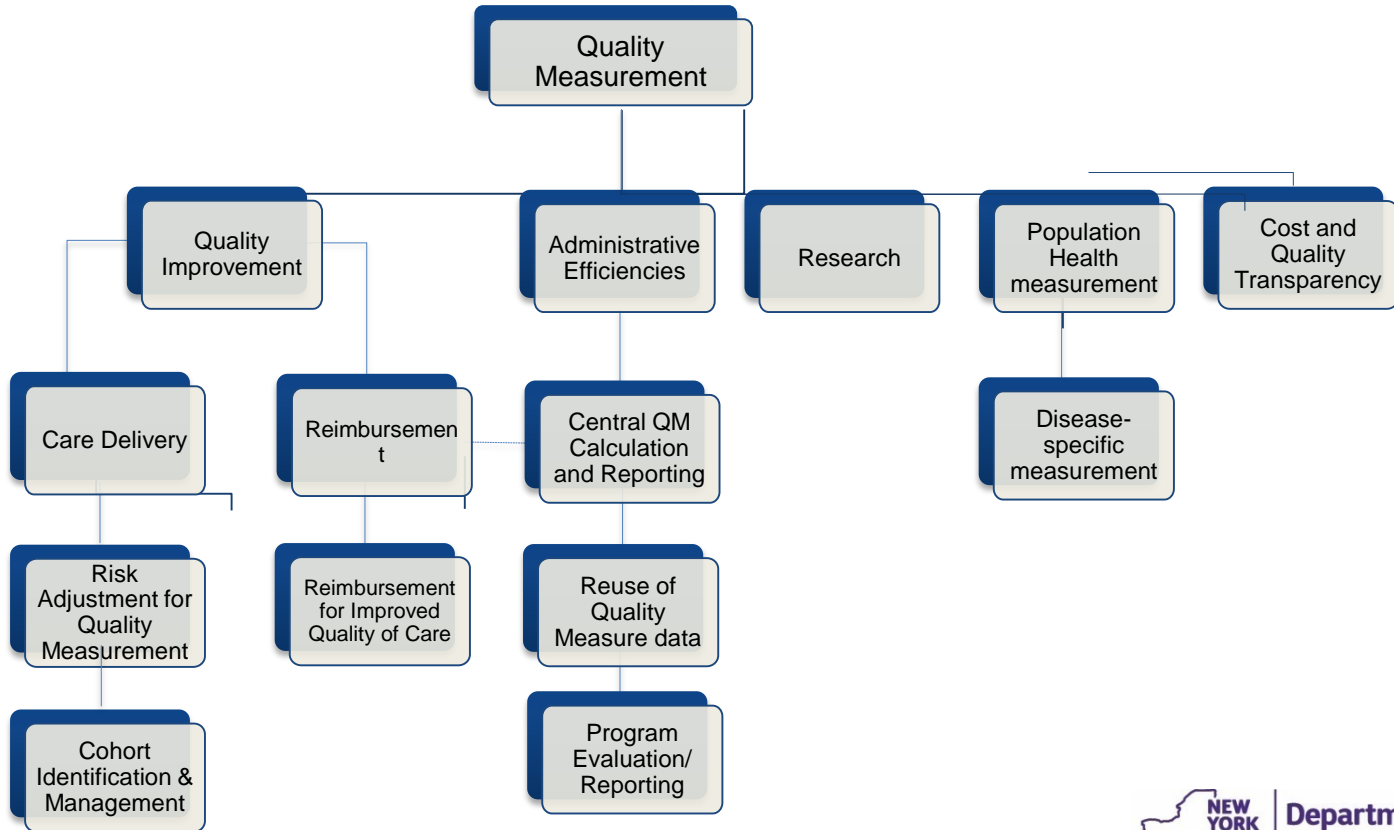 Quality
Measurement
Quality
Improvement
Administrative
Efficiencies
Research
Population
Health
measurement
Cost and
Quality
Transparency
Care Delivery
Reimbursemen
t
Central QM
Calculation
and Reporting
Disease-
specific
measurement
Risk
Adjustment for
Quality
Measurement
Reimbursement
for Improved
Quality of Care
Reuse of
Quality
Measure data
Cohort
Identification &
Management
Program
Evaluation/
Reporting
NEW
YORK
Departm